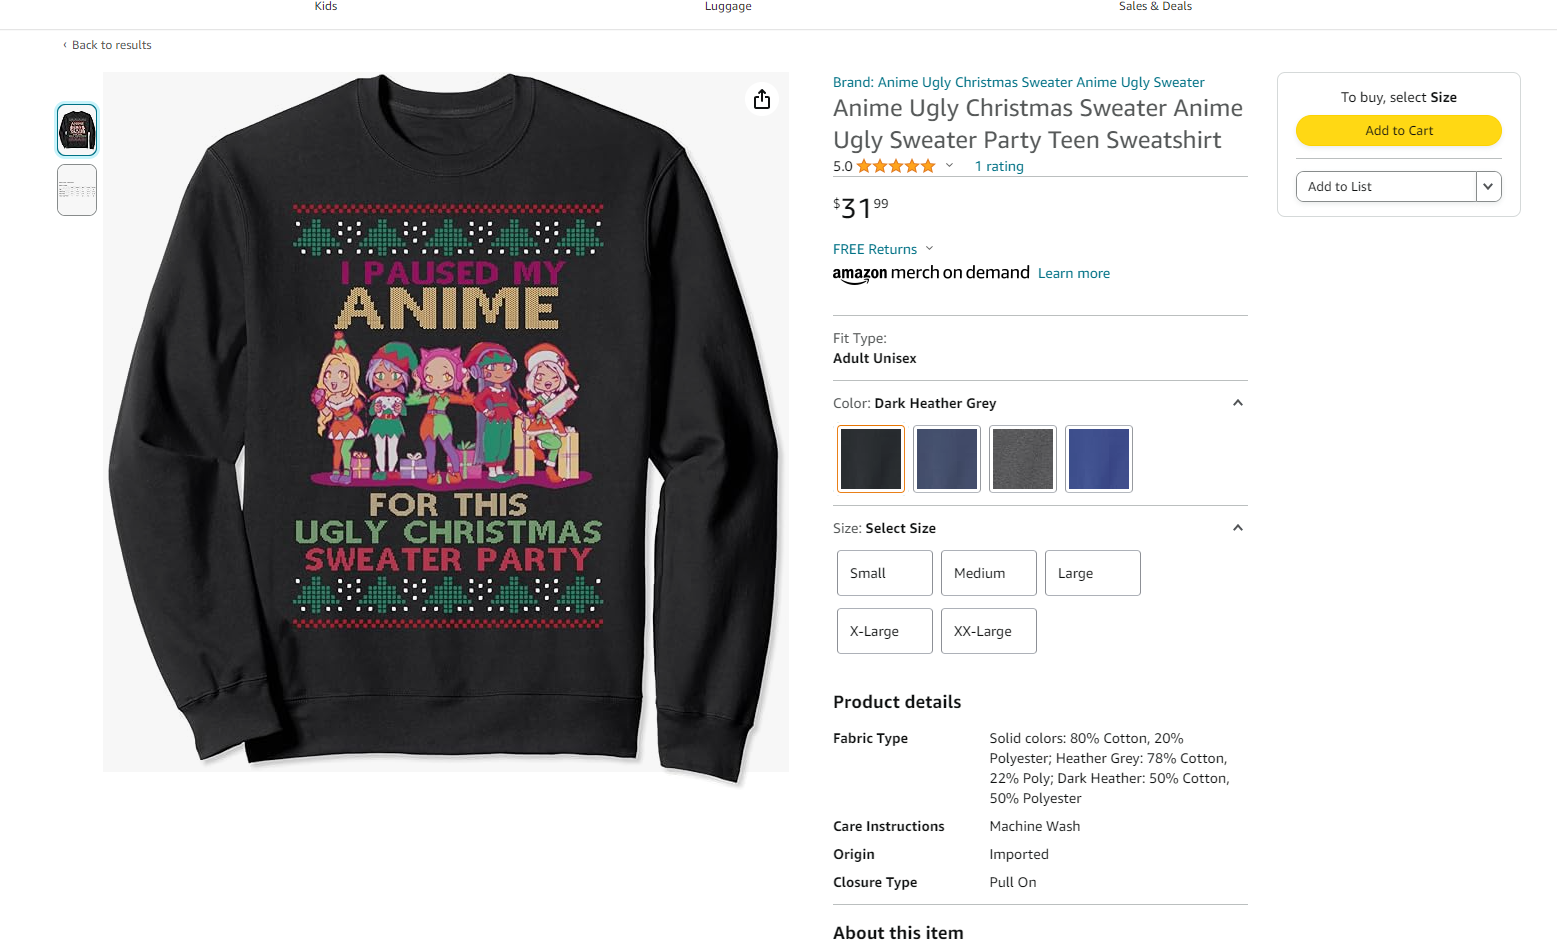 Kids
Luggage
Sales & Deals
‹ Back to results
I PAUSED MY
ANIME
FOR THIS
UGLY CHRISTMAS
SWEATER PARTY
Brand: Anime Ugly Christmas Sweater Anime Ugly Sweater
Anime Ugly Christmas Sweater Anime
Ugly Sweater Party Teen Sweatshirt
5.0
1 rating
$31 99
FREE Returns
amazon merch on demand Learn more
Fit Type:
Adult Unisex
Color: Dark Heather Grey
Size: Select Size
Small
Medium
Large
X-Large
XX-Large
Product details
Fabric Type
Solid colors: 80% Cotton, 20%
Polyester; Heather Grey: 78% Cotton,
22% Poly; Dark Heather: 50% Cotton,
50% Polyester
Care Instructions
Machine Wash
Origin
Imported
Closure Type
Pull On
About this item
To buy, select Size
Add to Cart
Add to List